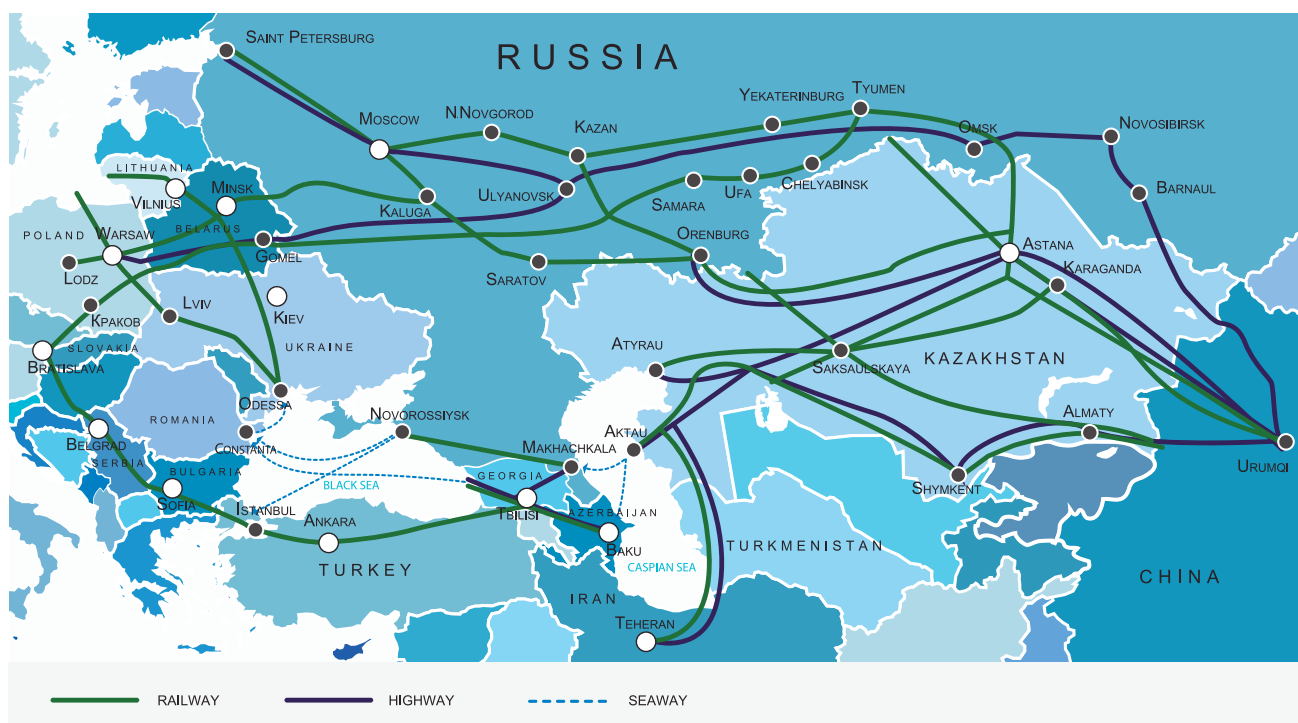 SAINT PETERSBURG
RUSSIA
MOSCOW
N.NOVGOROD
KAZAN
YEKATERINBURG
TYUMEN
OMSK
NOVOSIBIRSK
LITHUANIA
VILNIUS
MINSK
BELARUS
KALUGA
ULYANOVSK
SAMARA
UFA
CHELYABINSK
BARNAUL
POLAND
WARSAW
LODZ
GOMEL
SARATOV
ORENBURG
ASTANA
KARAGANDA
KPAKOB
LVIV
KIEV
UKRAINE
SLOVAKIA
BRATISLAVA
ATYRAU
SAKSAULSKAYA
KAZAKHSTAN
ROMANIA
ODESSA
NOVOROSSIYSK
BELGRAD
SERBIA
CONSTANTA
MAKHACHKALA
AKTAU
ALMATY
URUMQI
BULGARIA
SOFIA
BLACK SEA
GEORGIA
TBILISI
AZERBAIJAN
BAKU
SHYMKENT
ISTANBUL
ANKARA
TURKEY
CASPIAN SEA
TURKMENISTAN
CHINA
IRAN
TEHERAN
RAILWAY
HIGHWAY
SEAWAY